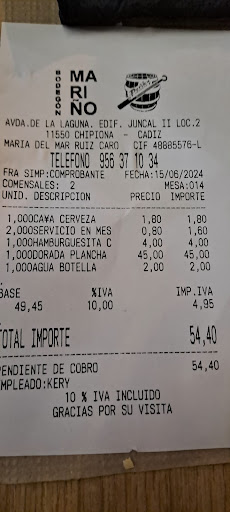 BODEGON
MA
RI
ÑO
AVDA.DE LA LAGUNA. EDIF. JUNCAL II LOC.2
11550 CHIPIONA - CADIZ
MARIA DEL MAR RUIZ CARO CIF 48885576-L
TELEFONO 956 37 10 34
FRA SIMP:COMPROBANTE FECHA:15/06/2024
COMENSALES: 2 MESA:014
UNID. DESCRIPCION PRECIO IMPORTE
1,000CAÑA CERVEZA 1,80 1,80
2,000SERVICIO EN MES 0,80 1,60
1,000HAMBURGUESITA C 4,00 4,00
1,000DORADA PLANCHA 45,00 45,00
1,000AGUA BOTELLA 2,00 2,00
BASE %IVA IMP.IVA
49,45 10,00 4,95
TOTAL IMPORTE 54,40
PENDIENTE DE COBRO 54,40
EMPLEADO:KERY
10 % IVA INCLUIDO
GRACIAS POR SU VISITA